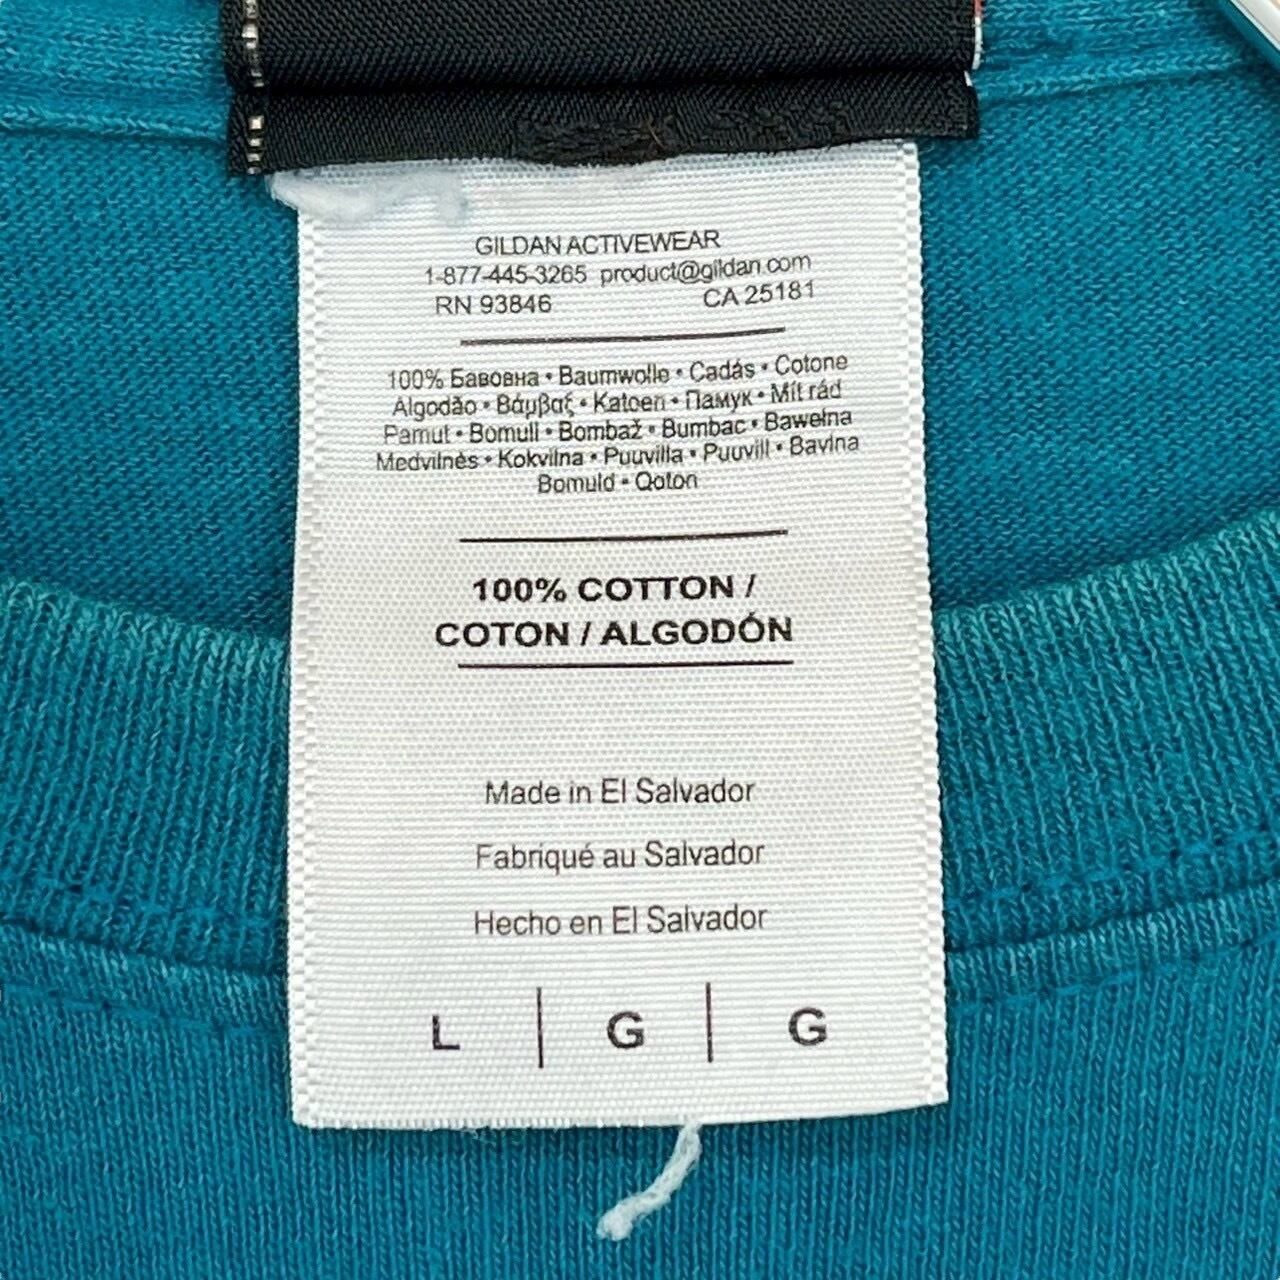 GILDAN ACTIVEWEAR
1-877-445-3265 product@gildan.com
RN 93846 CA 25181
100% Бавовна • Baumwolle • Cadás • Cotone
Algodão • Βάμβαξ • Katoen • Памук • Mít rád
Pamut • Bomull • Bombaž • Bumbac • Bawełna
Medvilnės • Kokvilna • Puuvilla • Puuvill • Bavlna
Bomuld • Qoton
100% COTTON /
COTON / ALGODÓN
Made in El Salvador
Fabriqué au Salvador
Hecho en El Salvador
L | G | G